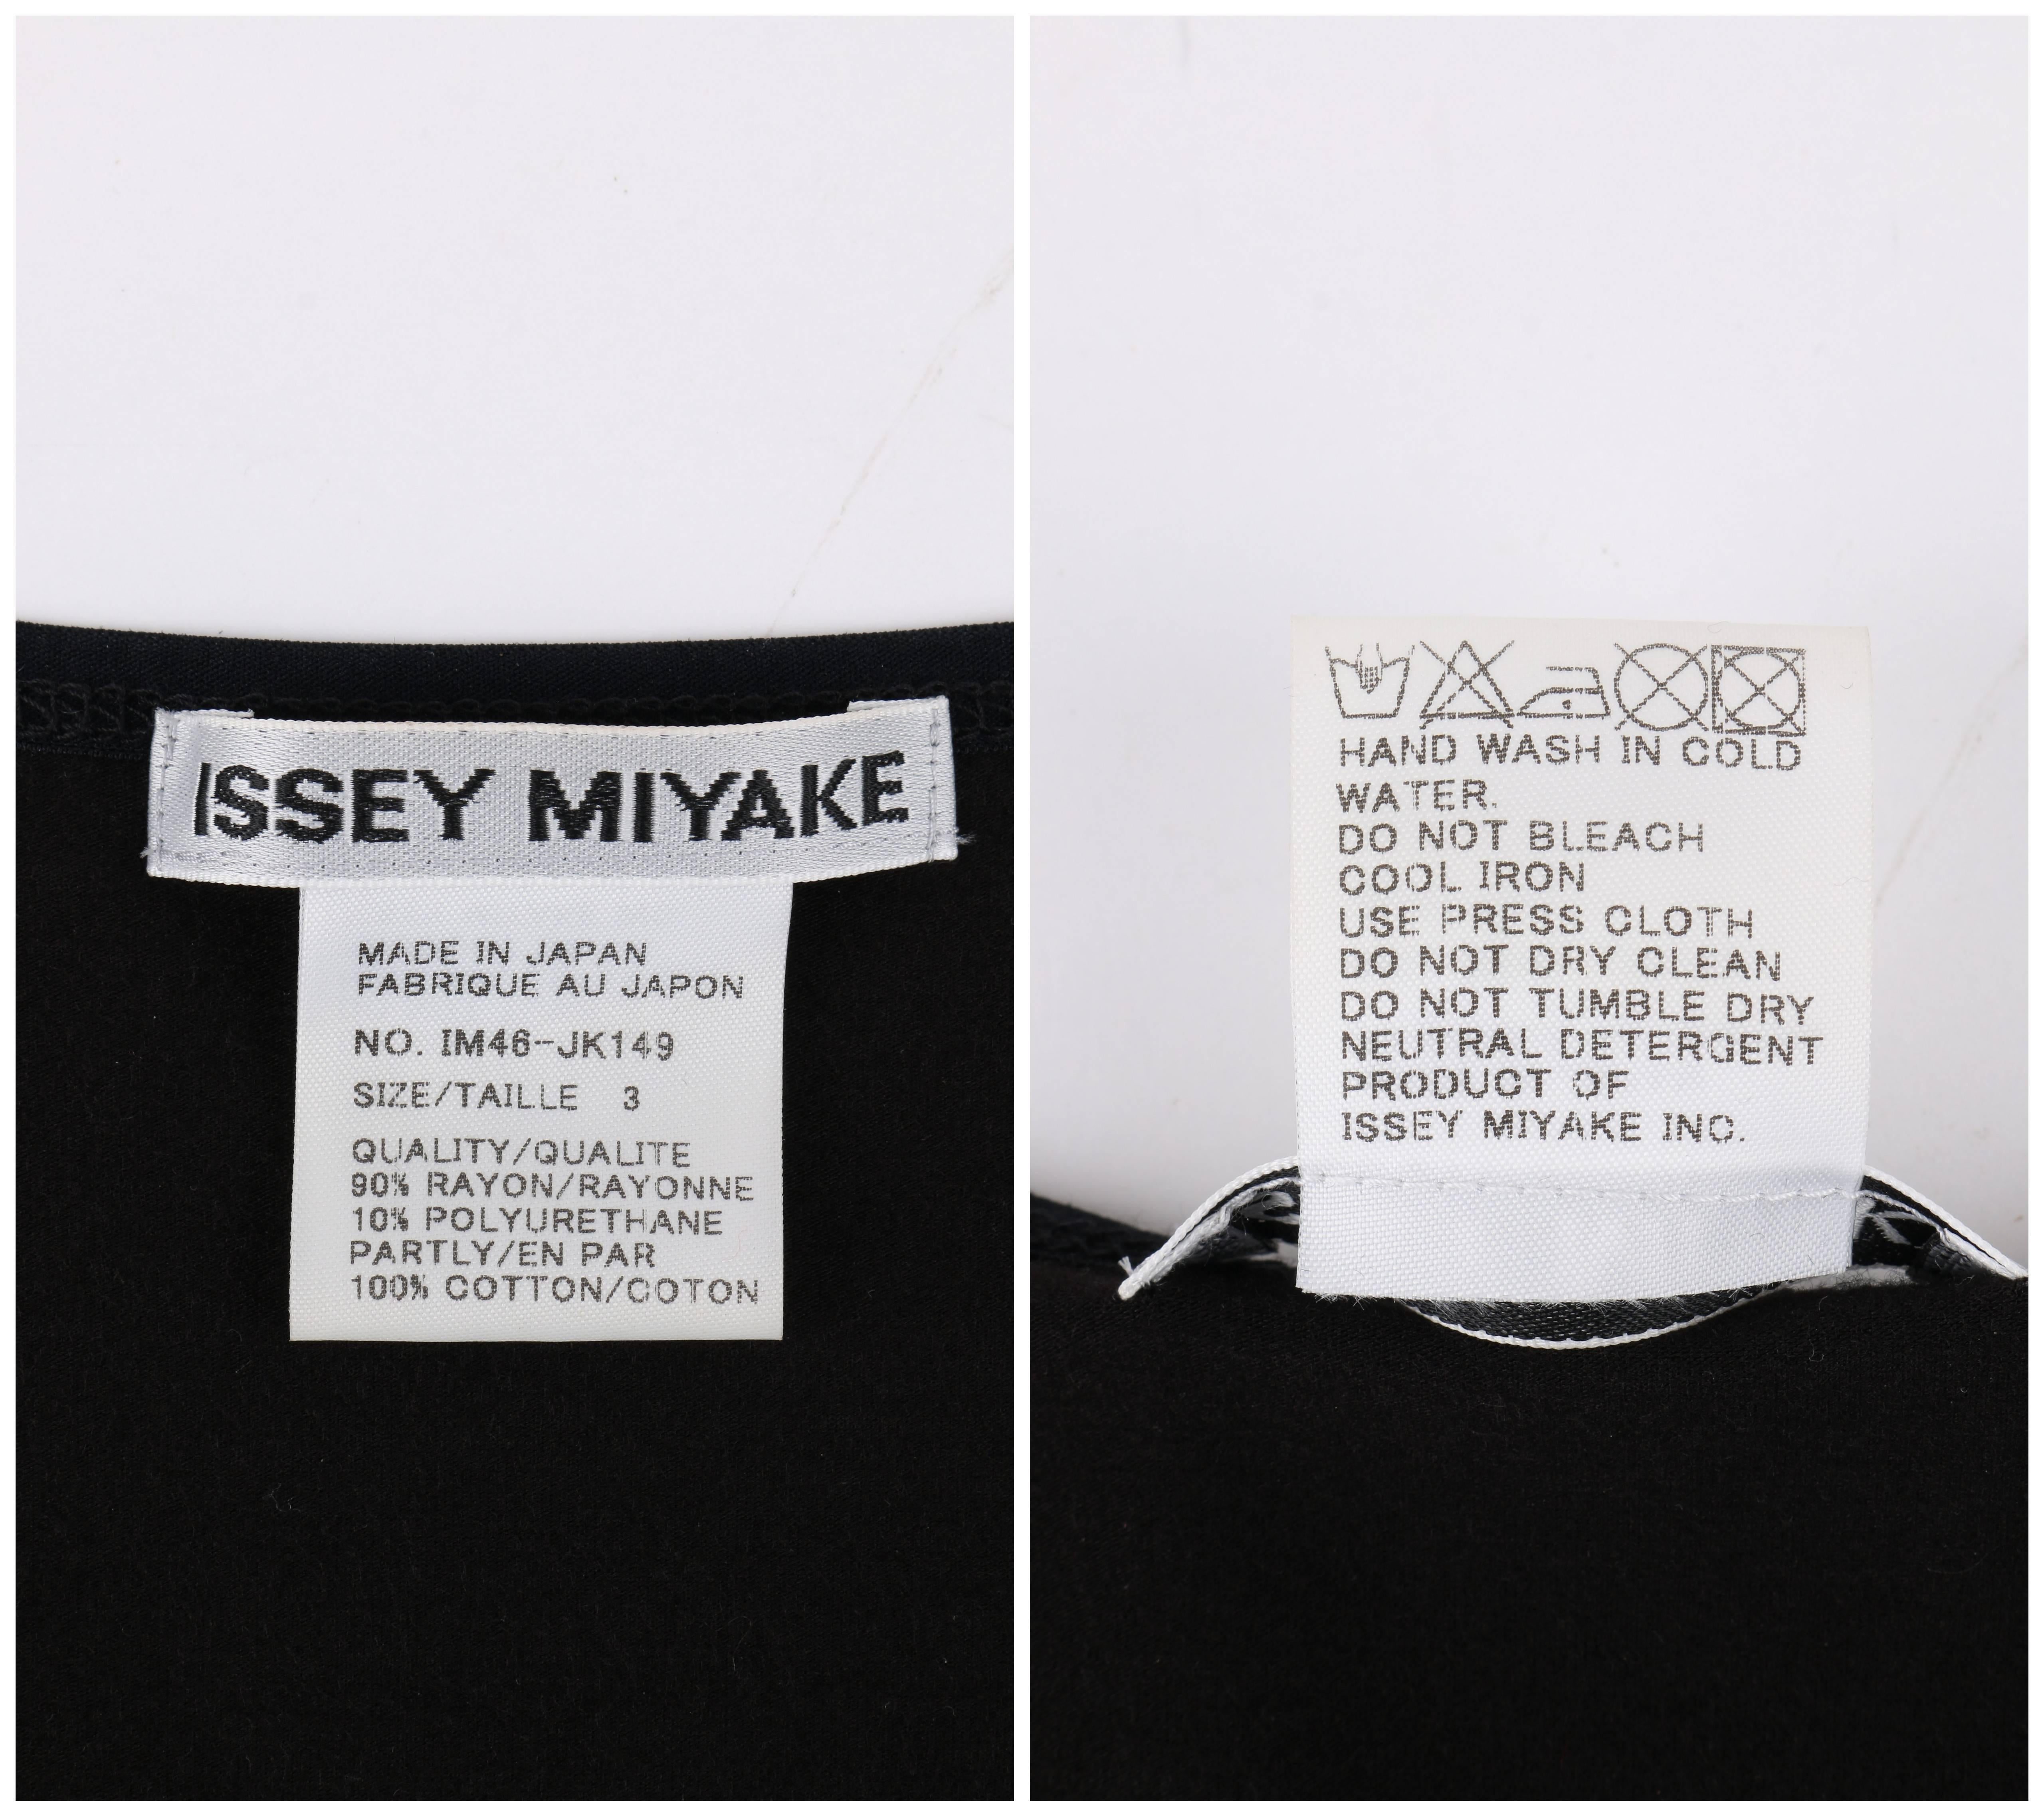 ISSEY MIYAKE
MADE IN JAPAN
FABRIQUE AU JAPON
NO. IM46-JK149
SIZE/TAILLE 3
QUALITY/QUALITE
90% RAYON/RAYONNE
10% POLYURETHANE
PARTLY/EN PAR
100% COTTON/COTON
HAND WASH IN COLD
WATER.
DO NOT BLEACH
COOL IRON
USE PRESS CLOTH
DO NOT DRY CLEAN
DO NOT TUMBLE DRY
NEUTRAL DETERGENT
PRODUCT OF
ISSEY MIYAKE INC.